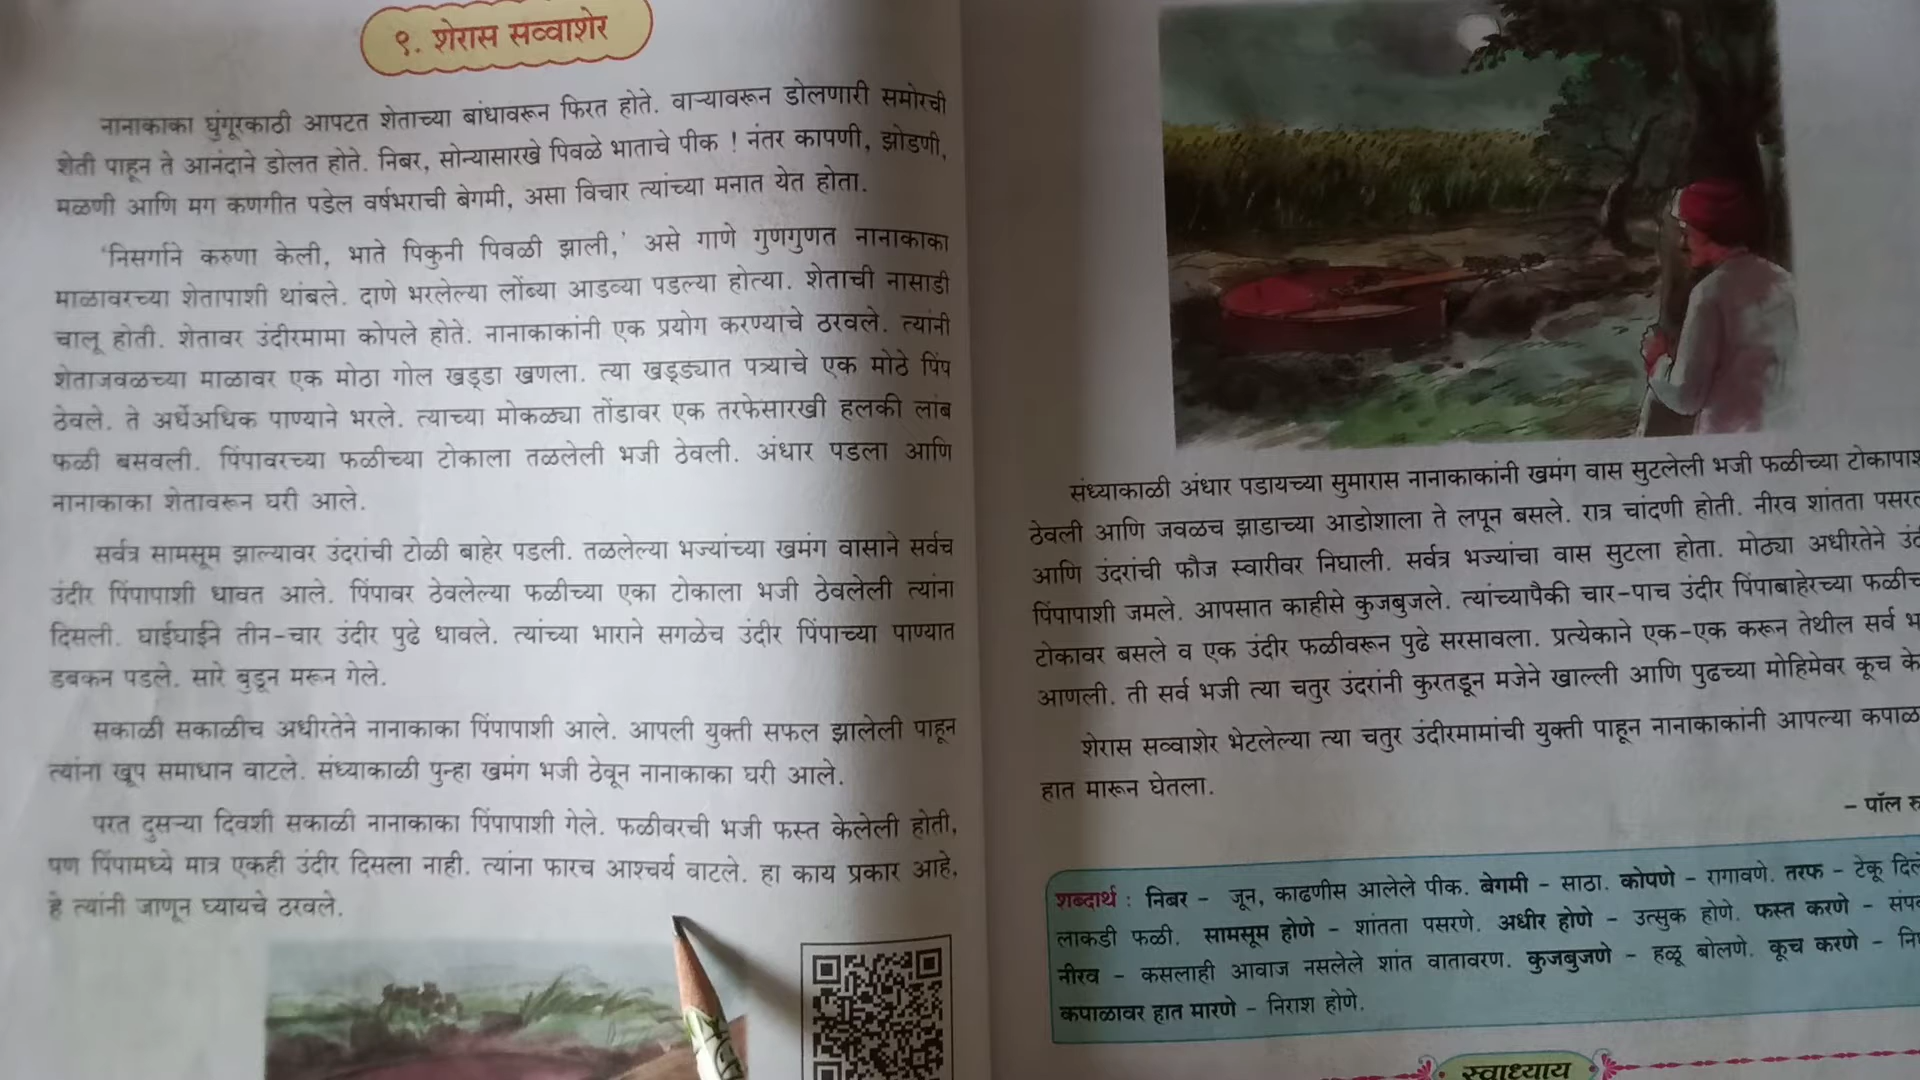 ९. शेरास सव्वाशेर
नानाकाका घुंगूरकाठी आपटत शेताच्या बांधावरून फिरत होते. वाऱ्यावरून डोलणारी समोरची
शेती पाहून ते आनंदाने डोलत होते. निबर, सोन्यासारखे पिवळे भाताचे पीक ! नंतर कापणी, झोडणी,
मळणी आणि मग कणगीत पडेल वर्षभराची बेगमी, असा विचार त्यांच्या मनात येत होता.
'निसर्गाने करुणा केली, भाते पिकुनी पिवळी झाली,' असे गाणे गुणगुणत नानाकाका
माळावरच्या शेतापाशी थांबले. दाणे भरलेल्या लोंब्या आडव्या पडल्या होत्या. शेताची नासाडी
चालू होती. शेतावर उंदीरमामा कोपले होते. नानाकाकांनी एक प्रयोग करण्याचे ठरवले. त्यांनी
शेताजवळच्या माळावर एक मोठा गोल खड्डा खणला. त्या खड्ड्यात पत्र्याचे एक मोठे पिंप
ठेवले. ते अर्धेअधिक पाण्याने भरले. त्याच्या मोकळ्या तोंडावर एक तरफेसारखी हलकी लांब
फळी बसवली. पिंपावरच्या फळीच्या टोकाला तळलेली भजी ठेवली. अंधार पडला आणि
नानाकाका शेतावरून घरी आले.
सर्वत्र सामसूम झाल्यावर उंदरांची टोळी बाहेर पडली. तळलेल्या भज्यांच्या खमंग वासाने सर्वच
उंदीर पिंपापाशी धावत आले. पिंपावर ठेवलेल्या फळीच्या एका टोकाला भजी ठेवलेली त्यांना
दिसली. घाईघाईने तीन-चार उंदीर पुढे धावले. त्यांच्या भाराने सगळेच उंदीर पिंपाच्या पाण्यात
डबकन पडले. सारे बुडून मरून गेले.
सकाळी सकाळीच अधीरतेने नानाकाका पिंपापाशी आले. आपली युक्ती सफल झालेली पाहून
त्यांना खूप समाधान वाटले. संध्याकाळी पुन्हा खमंग भजी ठेवून नानाकाका घरी आले.
परत दुसऱ्या दिवशी सकाळी नानाकाका पिंपापाशी गेले. फळीवरची भजी फस्त केलेली होती,
पण पिंपामध्ये मात्र एकही उंदीर दिसला नाही. त्यांना फारच आश्चर्य वाटले. हा काय प्रकार आहे,
हे त्यांनी जाणून घ्यायचे ठरवले.
संध्याकाळी अंधार पडायच्या सुमारास नानाकाकांनी खमंग वास सुटलेली भजी फळीच्या
ठेवली आणि जवळच झाडाच्या आडोशाला ते लपून बसले. रात्र चांदणी होती. नीरव शांतता
आणि उंदरांची फौज स्वारीवर निघाली. सर्वत्र भज्यांचा वास सुटला होता. मोठ्या अधीरतेने
पिंपापाशी जमले. आपसात काहीसे कुजबुजले. त्यांच्यापैकी चार-पाच उंदीर पिंपाबाहेरच्या
टोकावर बसले व एक उंदीर फळीवरून पुढे सरसावला. प्रत्येकाने एक-एक करून तेथील सर्व
आणली. ती सर्व भजी त्या चतुर उंदरांनी कुरतडून मजेने खाल्ली आणि पुढच्या मोहिमेवर कूच
शेरास सव्वाशेर भेटलेल्या त्या चतुर उंदीरमामांची युक्ती पाहून नानाकाकांनी आपल्या
हात मारून घेतला.
– पॉल
शब्दार्थ : निबर – जून, काढणीस आलेले पीक. बेगमी – साठा. कोपणे – रागावणे. तरफ – टेकू
लाकडी फळी. सामसूम होणे – शांतता पसरणे. अधीर होणे – उत्सुक होणे. फस्त करणे –
नीरव – कसलाही आवाज नसलेले शांत वातावरण. कुजबुजणे – हळू बोलणे. कूच करणे –
कपाळावर हात मारणे – निराश होणे.
स्वाध्याय